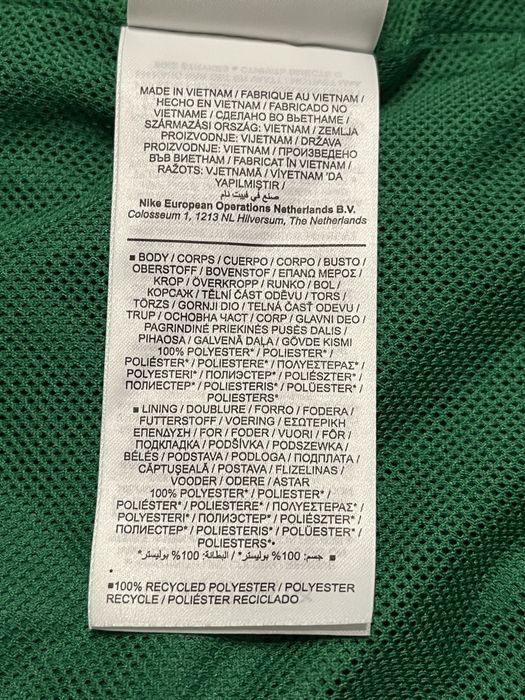 MADE IN VIETNAM / FABRIQUE AU VIETNAM /
HECHO EN VIETNAM / FABRICADO NO
VIETNAME / СДЕЛАНО ВО ВЬЕТНАМЕ /
SZÁRMAZÁSI ORSZÁG: VIETNAM / ZEMLJA
PROIZVODNJE: VIJETNAM / DRŽAVA
PROIZVODNJE: VIETNAM / ПРОИЗВЕДЕНО
ВЪВ ВИЕТНАМ / FABRICAT ÎN VIETNAM /
RAŽOTS: VJETNAMĀ / VİYETNAM 'DA
YAPILMIŞTIR /
صنع في فييت نام
Nike European Operations Netherlands B.V.
Colosseum 1, 1213 NL Hilversum, The Netherlands
■ BODY / CORPS / CUERPO / CORPO / BUSTO /
OBERSTOFF / BOVENSTOF / ΕΠΑΝΩ ΜΕΡΟΣ /
KROP / ÖVERKROPP / RUNKO / BOL /
КОРСАЖ / TĚLNÍ ČÁST ODĚVU / TORS /
TÖRZS / GORNJI DIO / TELNÁ ČASŤ ODEVU /
TRUP / ОСНОВНА ЧАСТ / CORP / GLAVNI DEO /
PAGRINDINĖ PRIEKINĖS PUSĖS DALIS /
PIHAOSA / GALVENĀ DAĻA / GÖVDE KISMI
100% POLYESTER* / POLIESTER* /
POLIÉSTER* / POLIESTERE* / ΠΟΛΥΕΣΤΕΡΑΣ* /
POLYESTERI* / ПОЛИЭСТЕР* / POLIÉSZTER* /
ПОЛИЕСТЕР* / POLIESTERIS* / POLÜESTER* /
POLIESTERS*
■ LINING / DOUBLURE / FORRO / FODERA /
FUTTERSTOFF / VOERING / ΕΣΩΤΕΡΙΚΗ
ΕΠΕΝΔΥΣΗ / FOR / FODER / VUORI / FÔR /
ПОДКЛАДКА / PODŠÍVKA / PODSZEWKA /
BÉLÉS / PODSTAVA / PODLOGA / ПОДПЛАТА /
CĂPTUȘEALĂ / POSTAVA / FLIZELINAS /
VOODER / ODERE / ASTAR
100% POLYESTER* / POLIESTER* /
POLIÉSTER* / POLIESTERE* / ΠΟΛΥΕΣΤΕΡΑΣ* /
POLYESTERI* / ПОЛИЭСТЕР* / POLIÉSZTER* /
ПОЛИЕСТЕР* / POLIESTERIS* / POLÜESTER* /
POLIESTERS*•
■ جسم: 100% بوليستر* / البطانة: 100% بوليستر*
•
■100% RECYCLED POLYESTER / POLYESTER
RECYCLE / POLIÉSTER RECICLADO